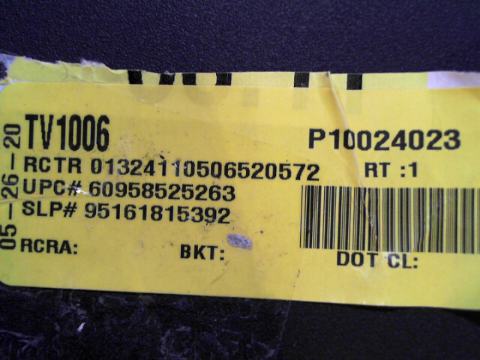 TV1006 P10024023
RCTR 01324110506520572 RT :1
UPC# 60958525263
SLP# 95161815392
RCRA: BKT: DOT CL:
05-26-20